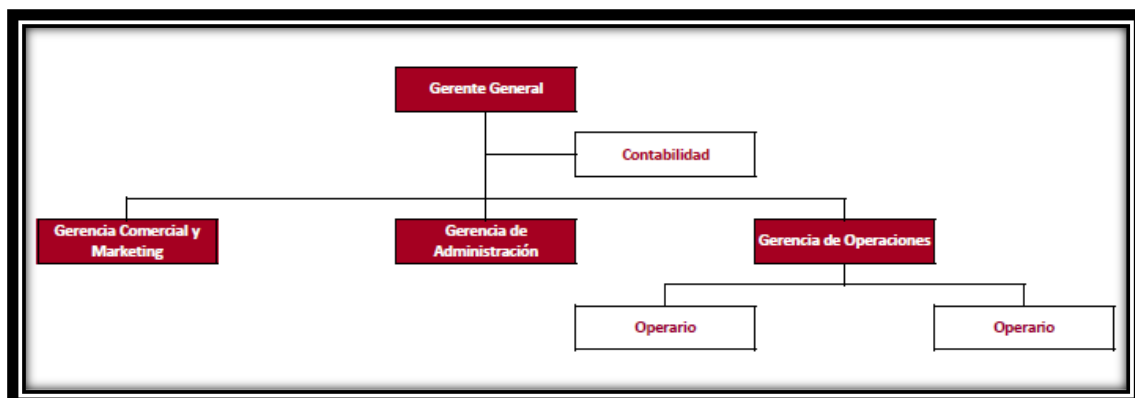 Gerente General
Contabilidad
Gerencia Comercial y
Marketing
Gerencia de
Administración
Gerencia de Operaciones
Operario
Operario